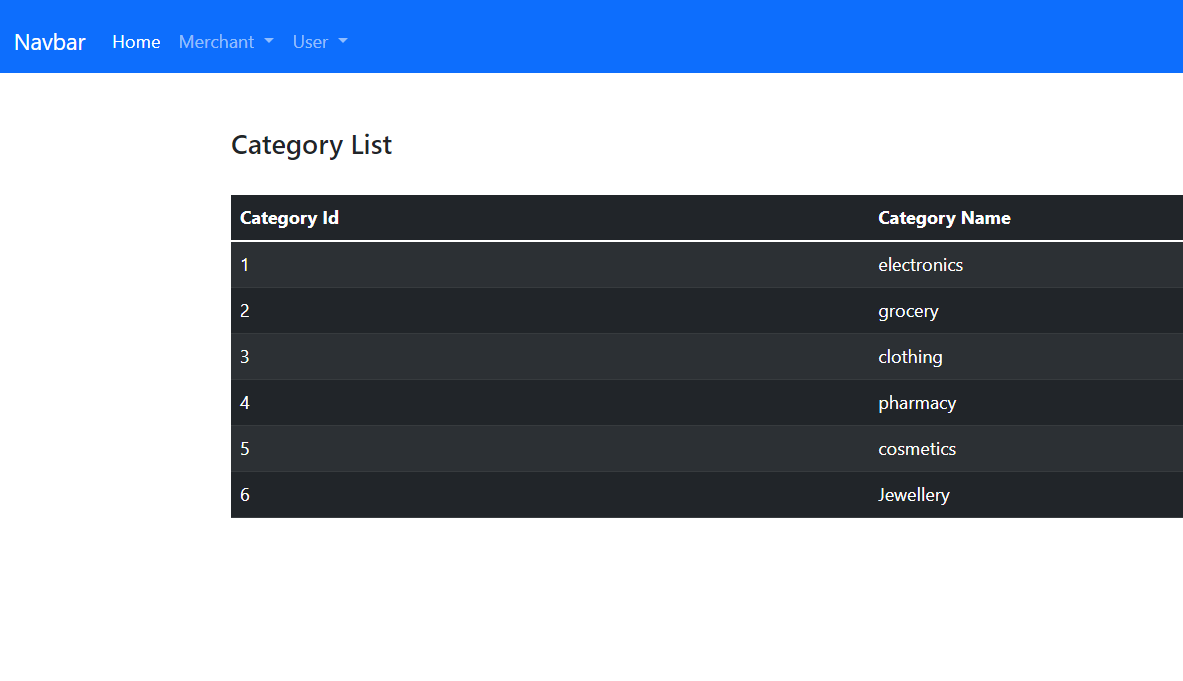 Navbar Home Merchant User
Category List
Category Id Category Name
1 electronics
2 grocery
3 clothing
4 pharmacy
5 cosmetics
6 Jewellery